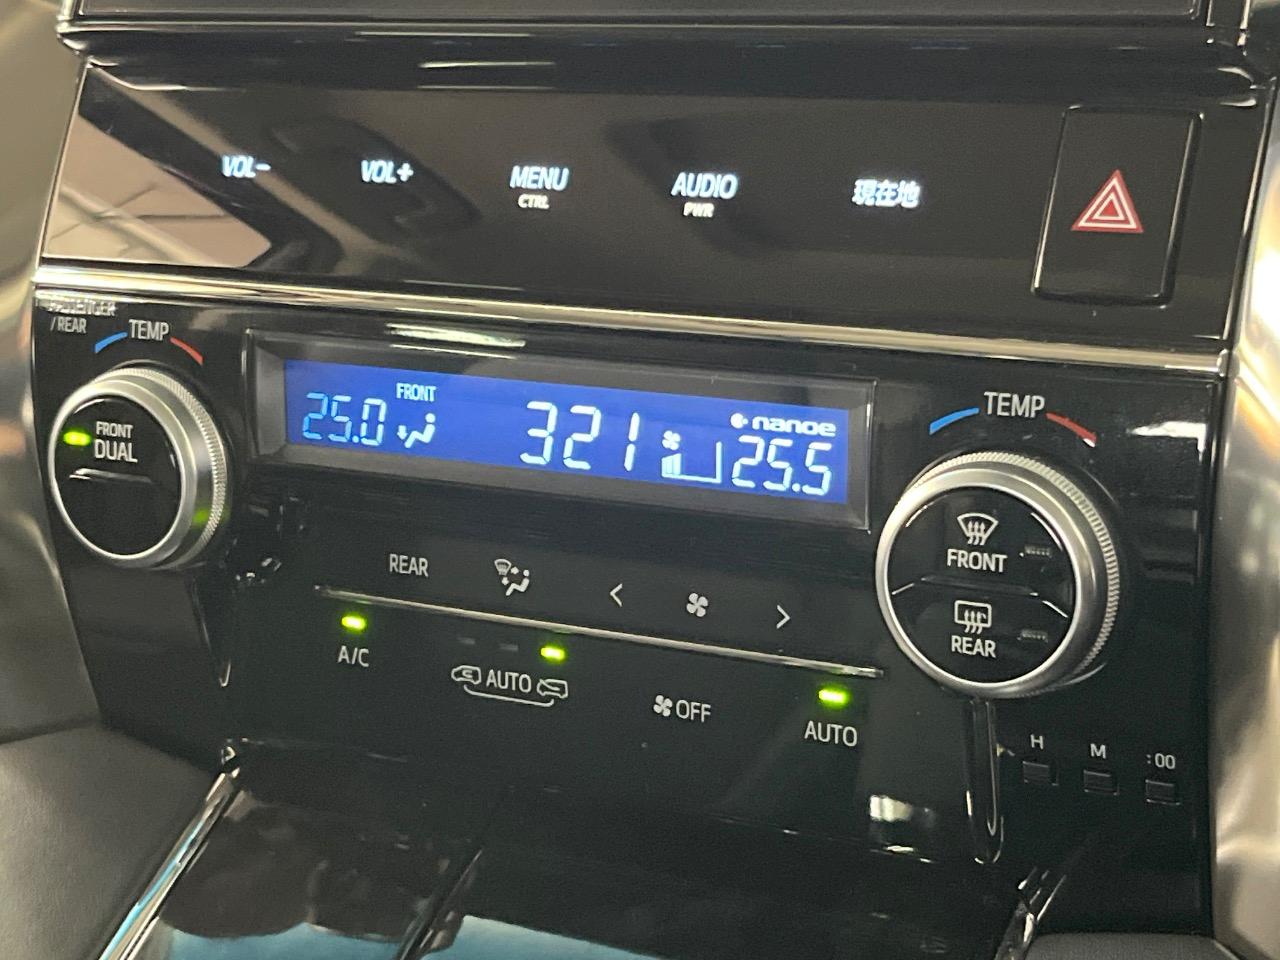 VOL-
VOL+
MENU
CTRL
AUDIO
PWR
現在地
PASSENGER
/REAR
TEMP
FRONT
DUAL
25.0
FRONT
321
nanoe
25.5
TEMP
FRONT
REAR
REAR
<
>
A/C
AUTO
OFF
AUTO
H
M
:00